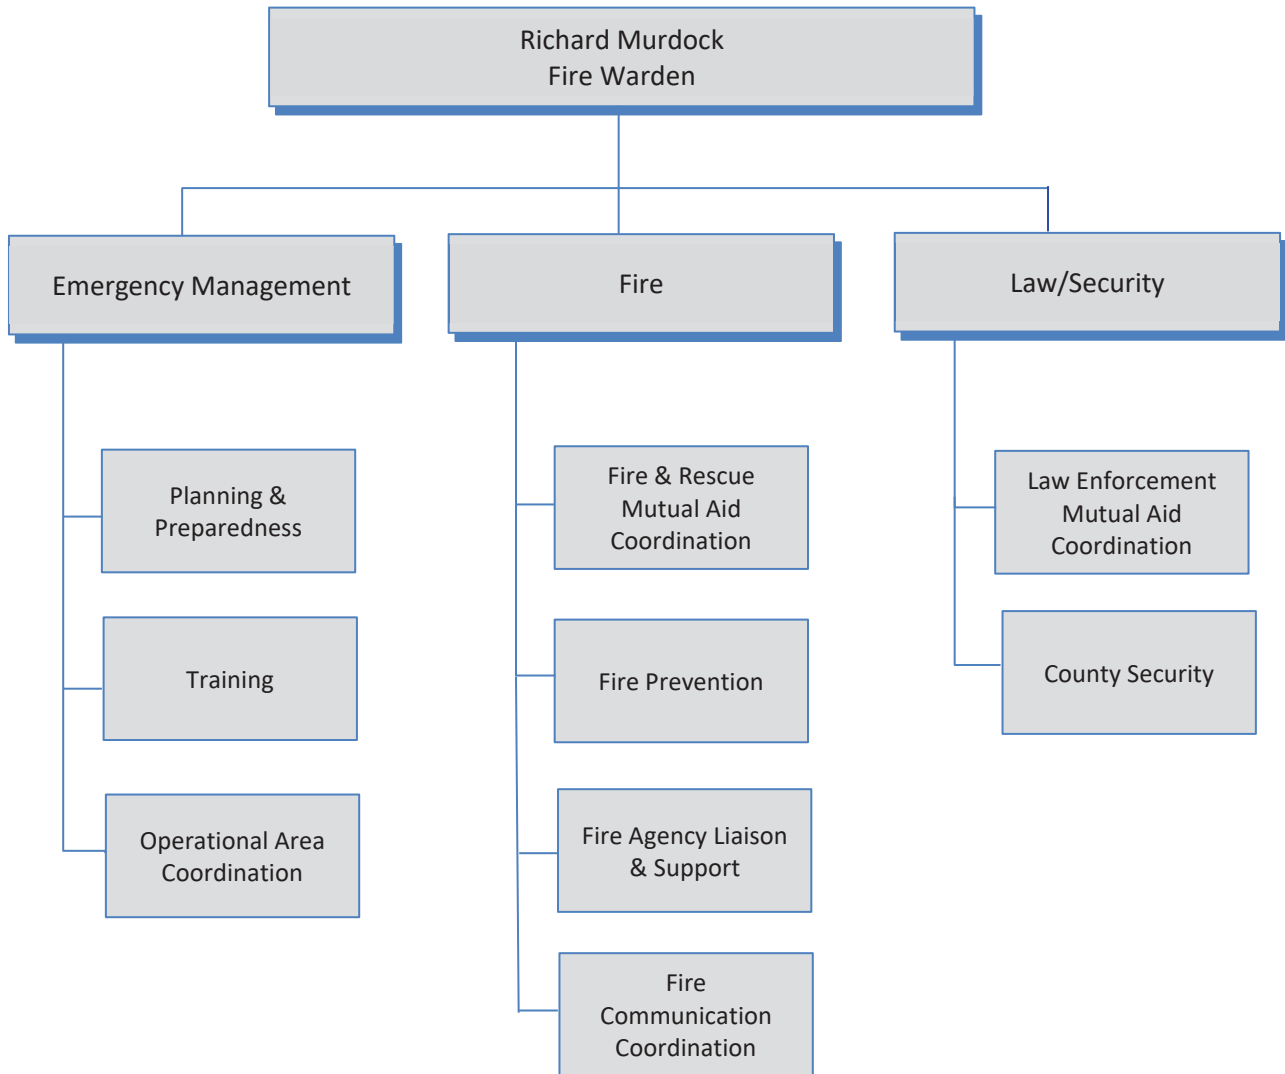 Richard Murdock
Fire Warden
Emergency Management
Fire
Law/Security
Planning &
Preparedness
Training
Operational Area
Coordination
Fire & Rescue
Mutual Aid
Coordination
Fire Prevention
Fire Agency Liaison
& Support
Fire
Communication
Coordination
Law Enforcement
Mutual Aid
Coordination
County Security